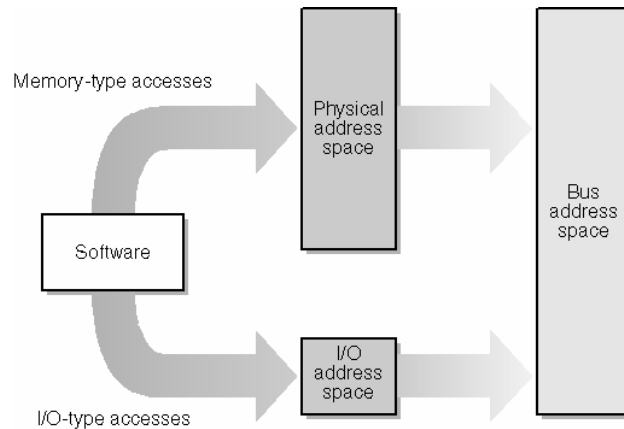 Memory-type accesses
Physical
address
space
Bus
address
space
Software
I/O
address
space
I/O-type accesses